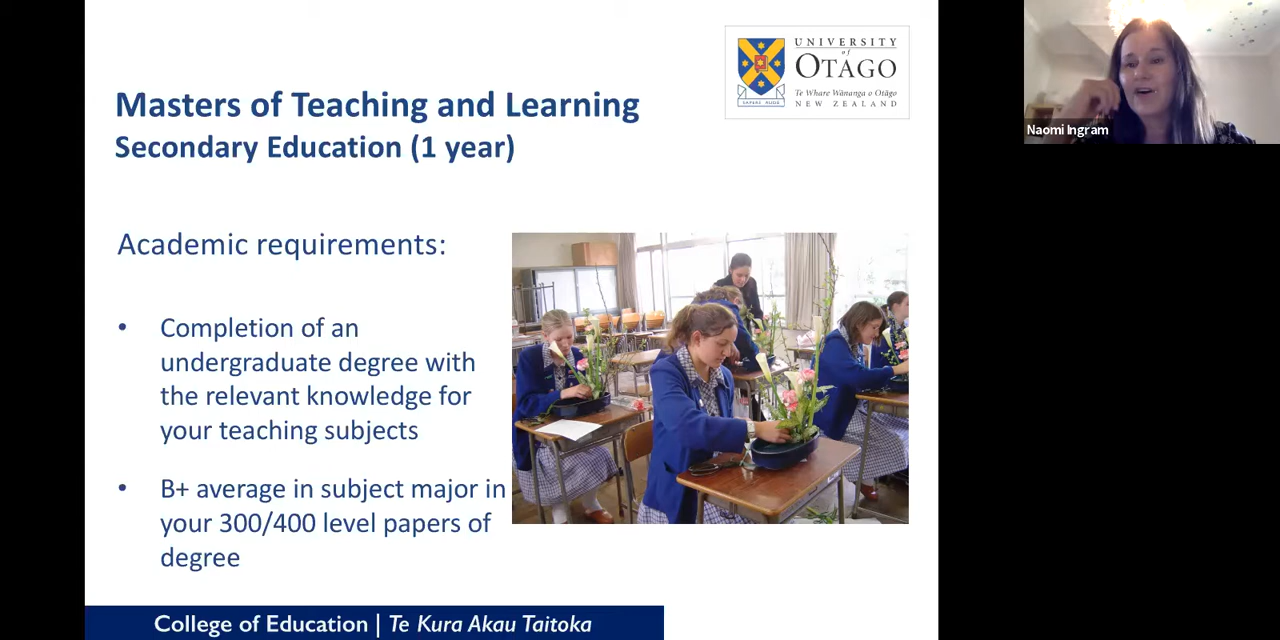 Masters of Teaching and Learning
Secondary Education (1 year)
UNIVERSITY
of
OTAGO
Te Whare Wānanga o Otāgo
NEW ZEALAND
SAPERE AUDE
Naomi Ingram
Academic requirements:
• Completion of an
undergraduate degree with
the relevant knowledge for
your teaching subjects
• B+ average in subject major in
your 300/400 level papers of
degree
College of Education | Te Kura Akau Taitoka